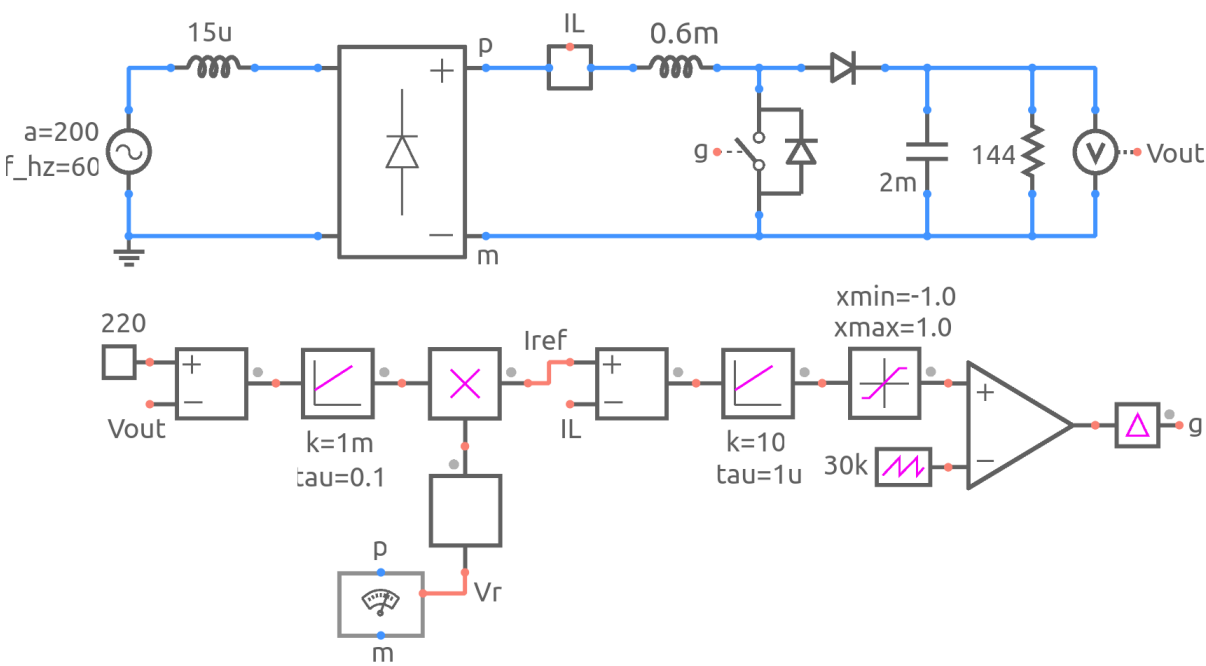 15u
IL
0.6m
p
a=200
f_hz=60
g
2m
144
V
Vout
m
220
Vout
k=1m
tau=0.1
Iref
IL
k=10
tau=1u
xmin=-1.0
xmax=1.0
30k
g
p
Vr
m